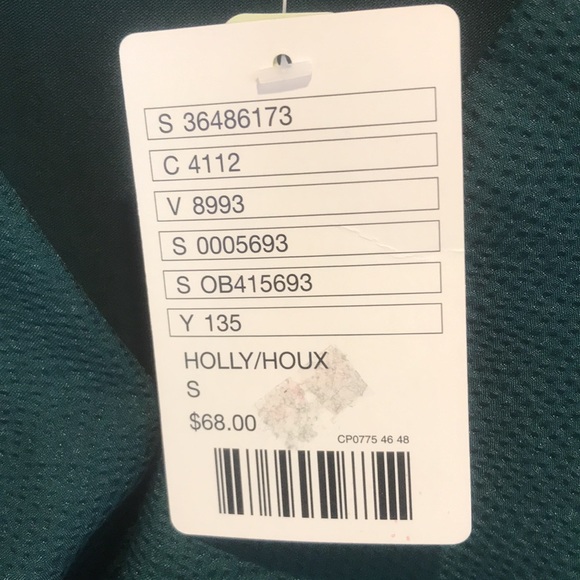 S 36486173
C 4112
V 8993
S 0005693
S OB415693
Y 135
HOLLY/HOUX
S
$68.00
CP0775 46 48